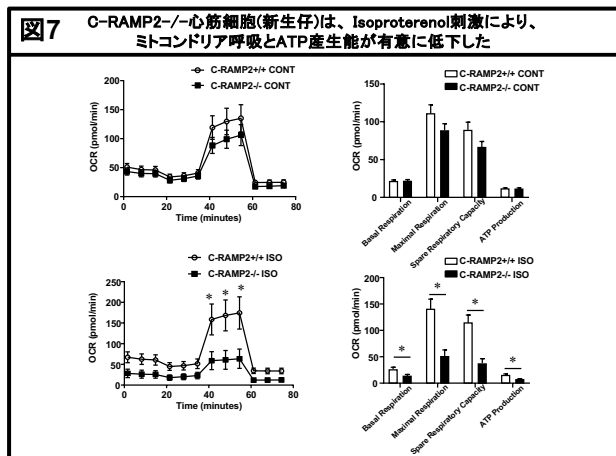 図7
C-RAMP2-/-心筋細胞(新生仔)は、Isoproterenol刺激により、
ミトコンドリア呼吸とATP産生能が有意に低下した
C-RAMP2+/+ CONT
C-RAMP2-/- CONT
OCR (pmol/min)
200
150
100
50
0
0 20 40 60 80
Time (minutes)
C-RAMP2+/+ CONT
C-RAMP2-/- CONT
OCR (pmol/min)
150
100
50
0
Basal Respiration
Maximal Respiration
Spare Respiratory Capacity
ATP Production
C-RAMP2+/+ ISO
C-RAMP2-/- ISO
OCR (pmol/min)
250
200
150
100
50
0
* * *
0 20 40 60 80
Time (minutes)
C-RAMP2+/+ ISO
C-RAMP2-/- ISO
OCR (pmol/min)
200
150
100
50
0
* * * *
Basal Respiration
Maximal Respiration
Spare Respiratory Capacity
ATP Production